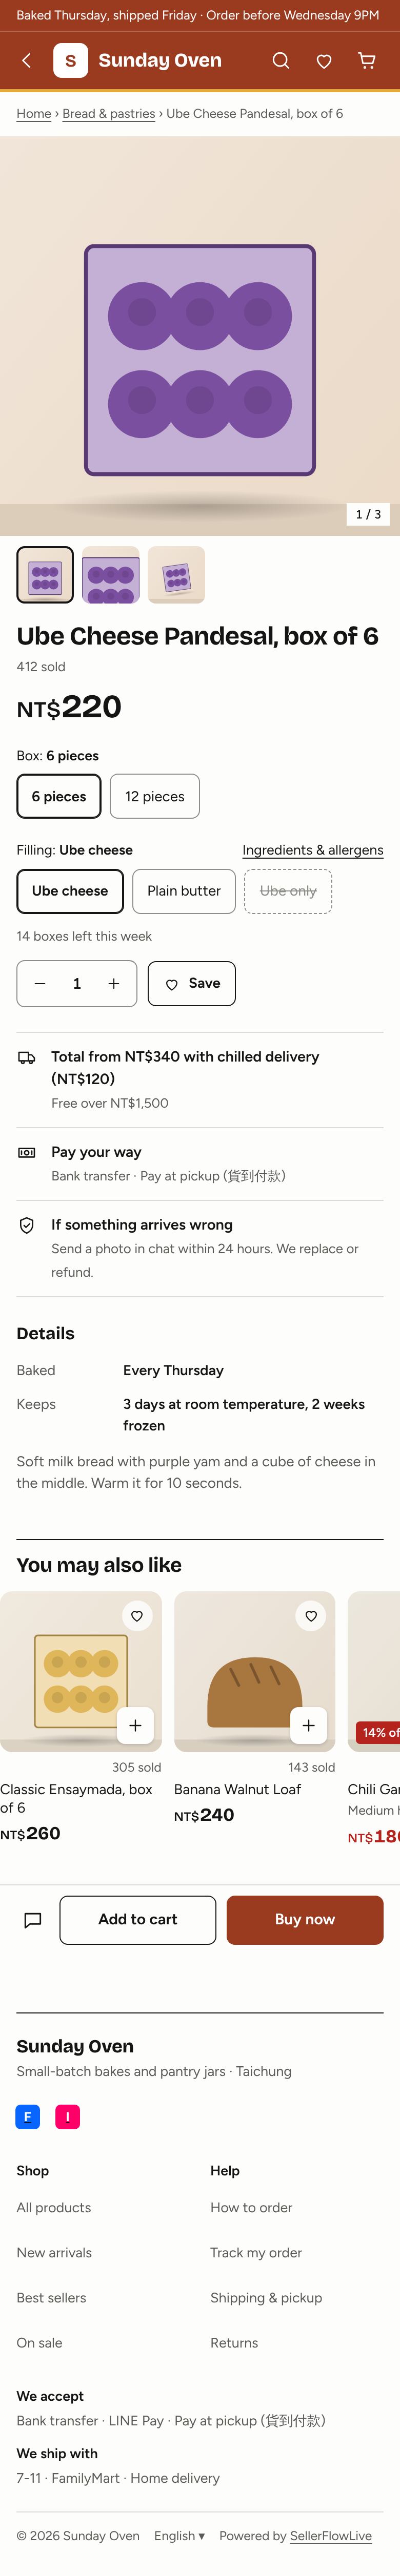 Baked Thursday, shipped Friday · Order before Wednesday 9PM
S Sunday Oven
Home › Bread & pastries › Ube Cheese Pandesal, box of 6
1 / 3
Ube Cheese Pandesal, box of 6
412 sold
NT$220
Box: 6 pieces
6 pieces 12 pieces
Filling: Ube cheese Ingredients & allergens
Ube cheese Plain butter Ube only
14 boxes left this week
− 1 + Save
Total from NT$340 with chilled delivery
(NT$120)
Free over NT$1,500
Pay your way
Bank transfer · Pay at pickup (貨到付款)
If something arrives wrong
Send a photo in chat within 24 hours. We replace or
refund.
Details
Baked Every Thursday
Keeps 3 days at room temperature, 2 weeks
frozen
Soft milk bread with purple yam and a cube of cheese in
the middle. Warm it for 10 seconds.
You may also like
14% of
305 sold 143 sold
Classic Ensaymada, box
of 6
NT$260
Banana Walnut Loaf
NT$240
Chili Gar
Medium h
NT$180
Add to cart Buy now
Sunday Oven
Small-batch bakes and pantry jars · Taichung
F I
Shop Help
All products How to order
New arrivals Track my order
Best sellers Shipping & pickup
On sale Returns
We accept
Bank transfer · LINE Pay · Pay at pickup (貨到付款)
We ship with
7-11 · FamilyMart · Home delivery
© 2026 Sunday Oven English ▾ Powered by SellerFlowLive